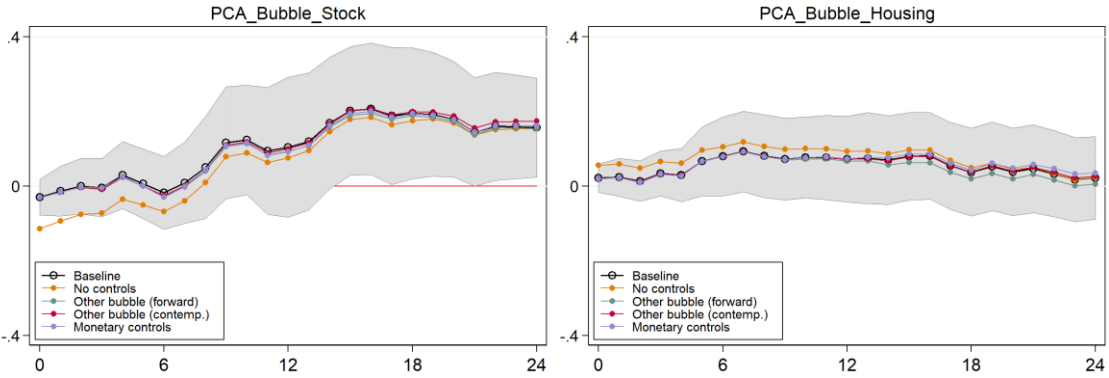 PCA_Bubble_Stock
.4
0
-.4
Baseline
No controls
Other bubble (forward)
Other bubble (contemp.)
Monetary controls
0 6 12 18 24
PCA_Bubble_Housing
.4
0
-.4
Baseline
No controls
Other bubble (forward)
Other bubble (contemp.)
Monetary controls
0 6 12 18 24